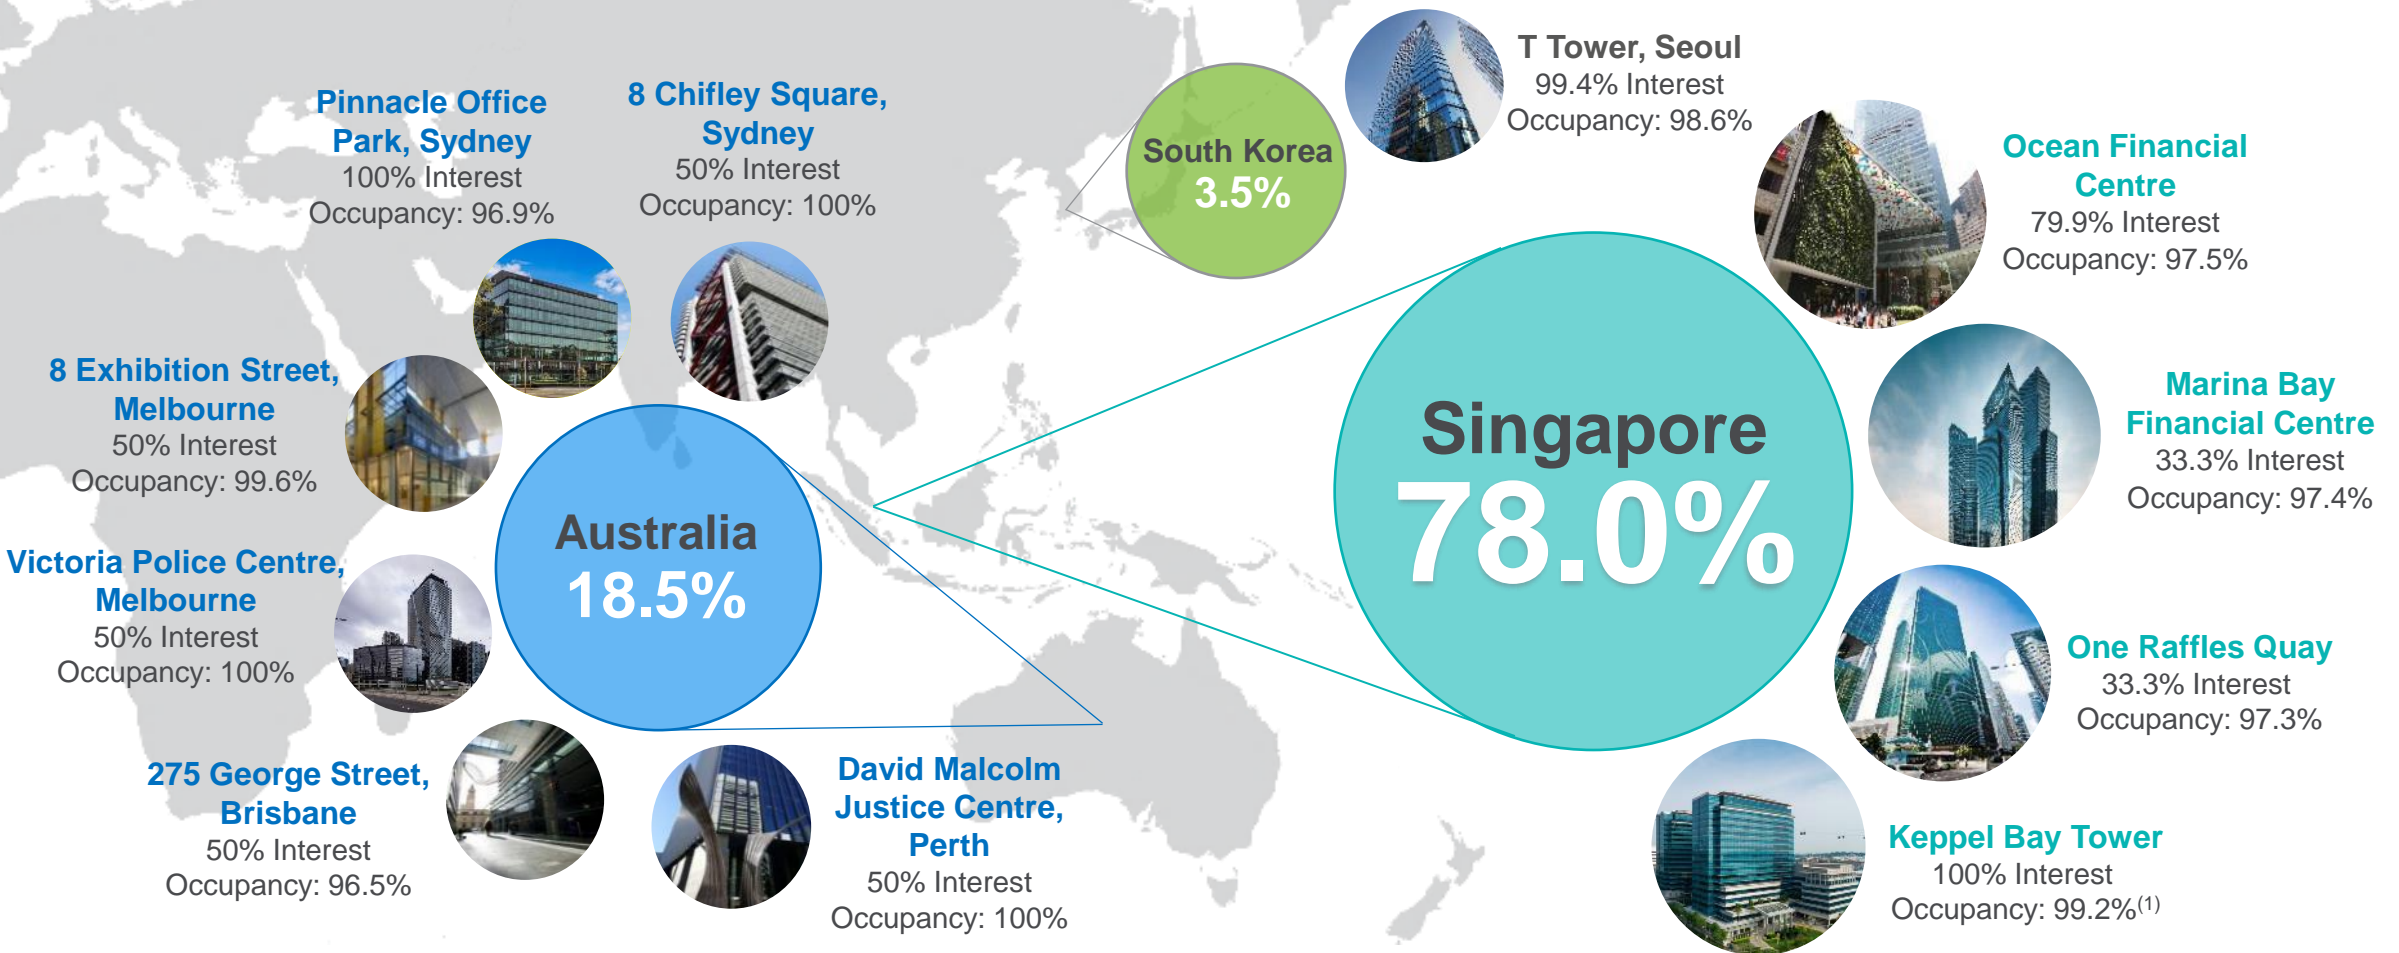 Pinnacle Office
Park, Sydney
100% Interest
Occupancy: 96.9%
8 Chifley Square,
Sydney
50% Interest
Occupancy: 100%
South Korea
3.5%
T Tower, Seoul
99.4% Interest
Occupancy: 98.6%
Ocean Financial
Centre
79.9% Interest
Occupancy: 97.5%
8 Exhibition Street,
Melbourne
50% Interest
Occupancy: 99.6%
Singapore
78.0%
Marina Bay
Financial Centre
33.3% Interest
Occupancy: 97.4%
Australia
18.5%
Victoria Police Centre,
Melbourne
50% Interest
Occupancy: 100%
One Raffles Quay
33.3% Interest
Occupancy: 97.3%
275 George Street,
Brisbane
50% Interest
Occupancy: 96.5%
David Malcolm
Justice Centre,
Perth
50% Interest
Occupancy: 100%
Keppel Bay Tower
100% Interest
Occupancy: 99.2%(1)